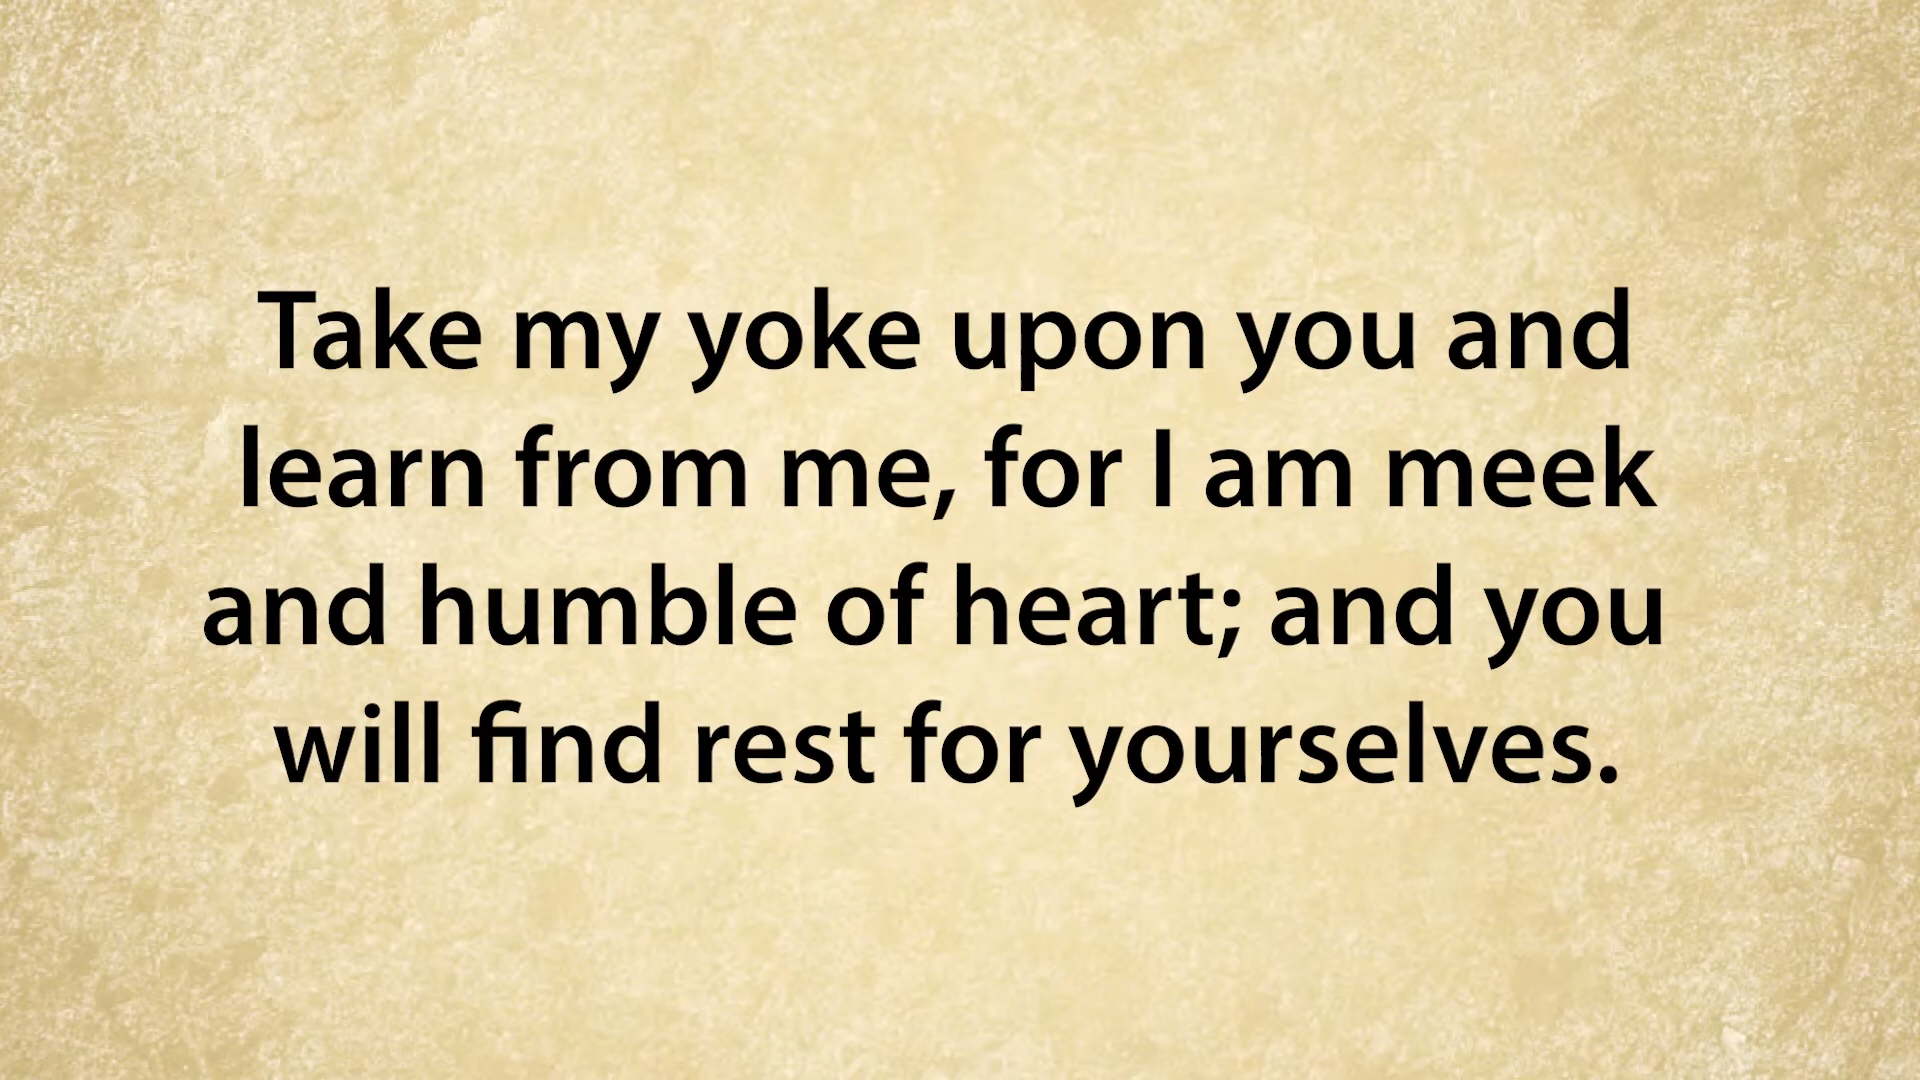 Take my yoke upon you and
learn from me, for I am meek
and humble of heart; and you
will find rest for yourselves.